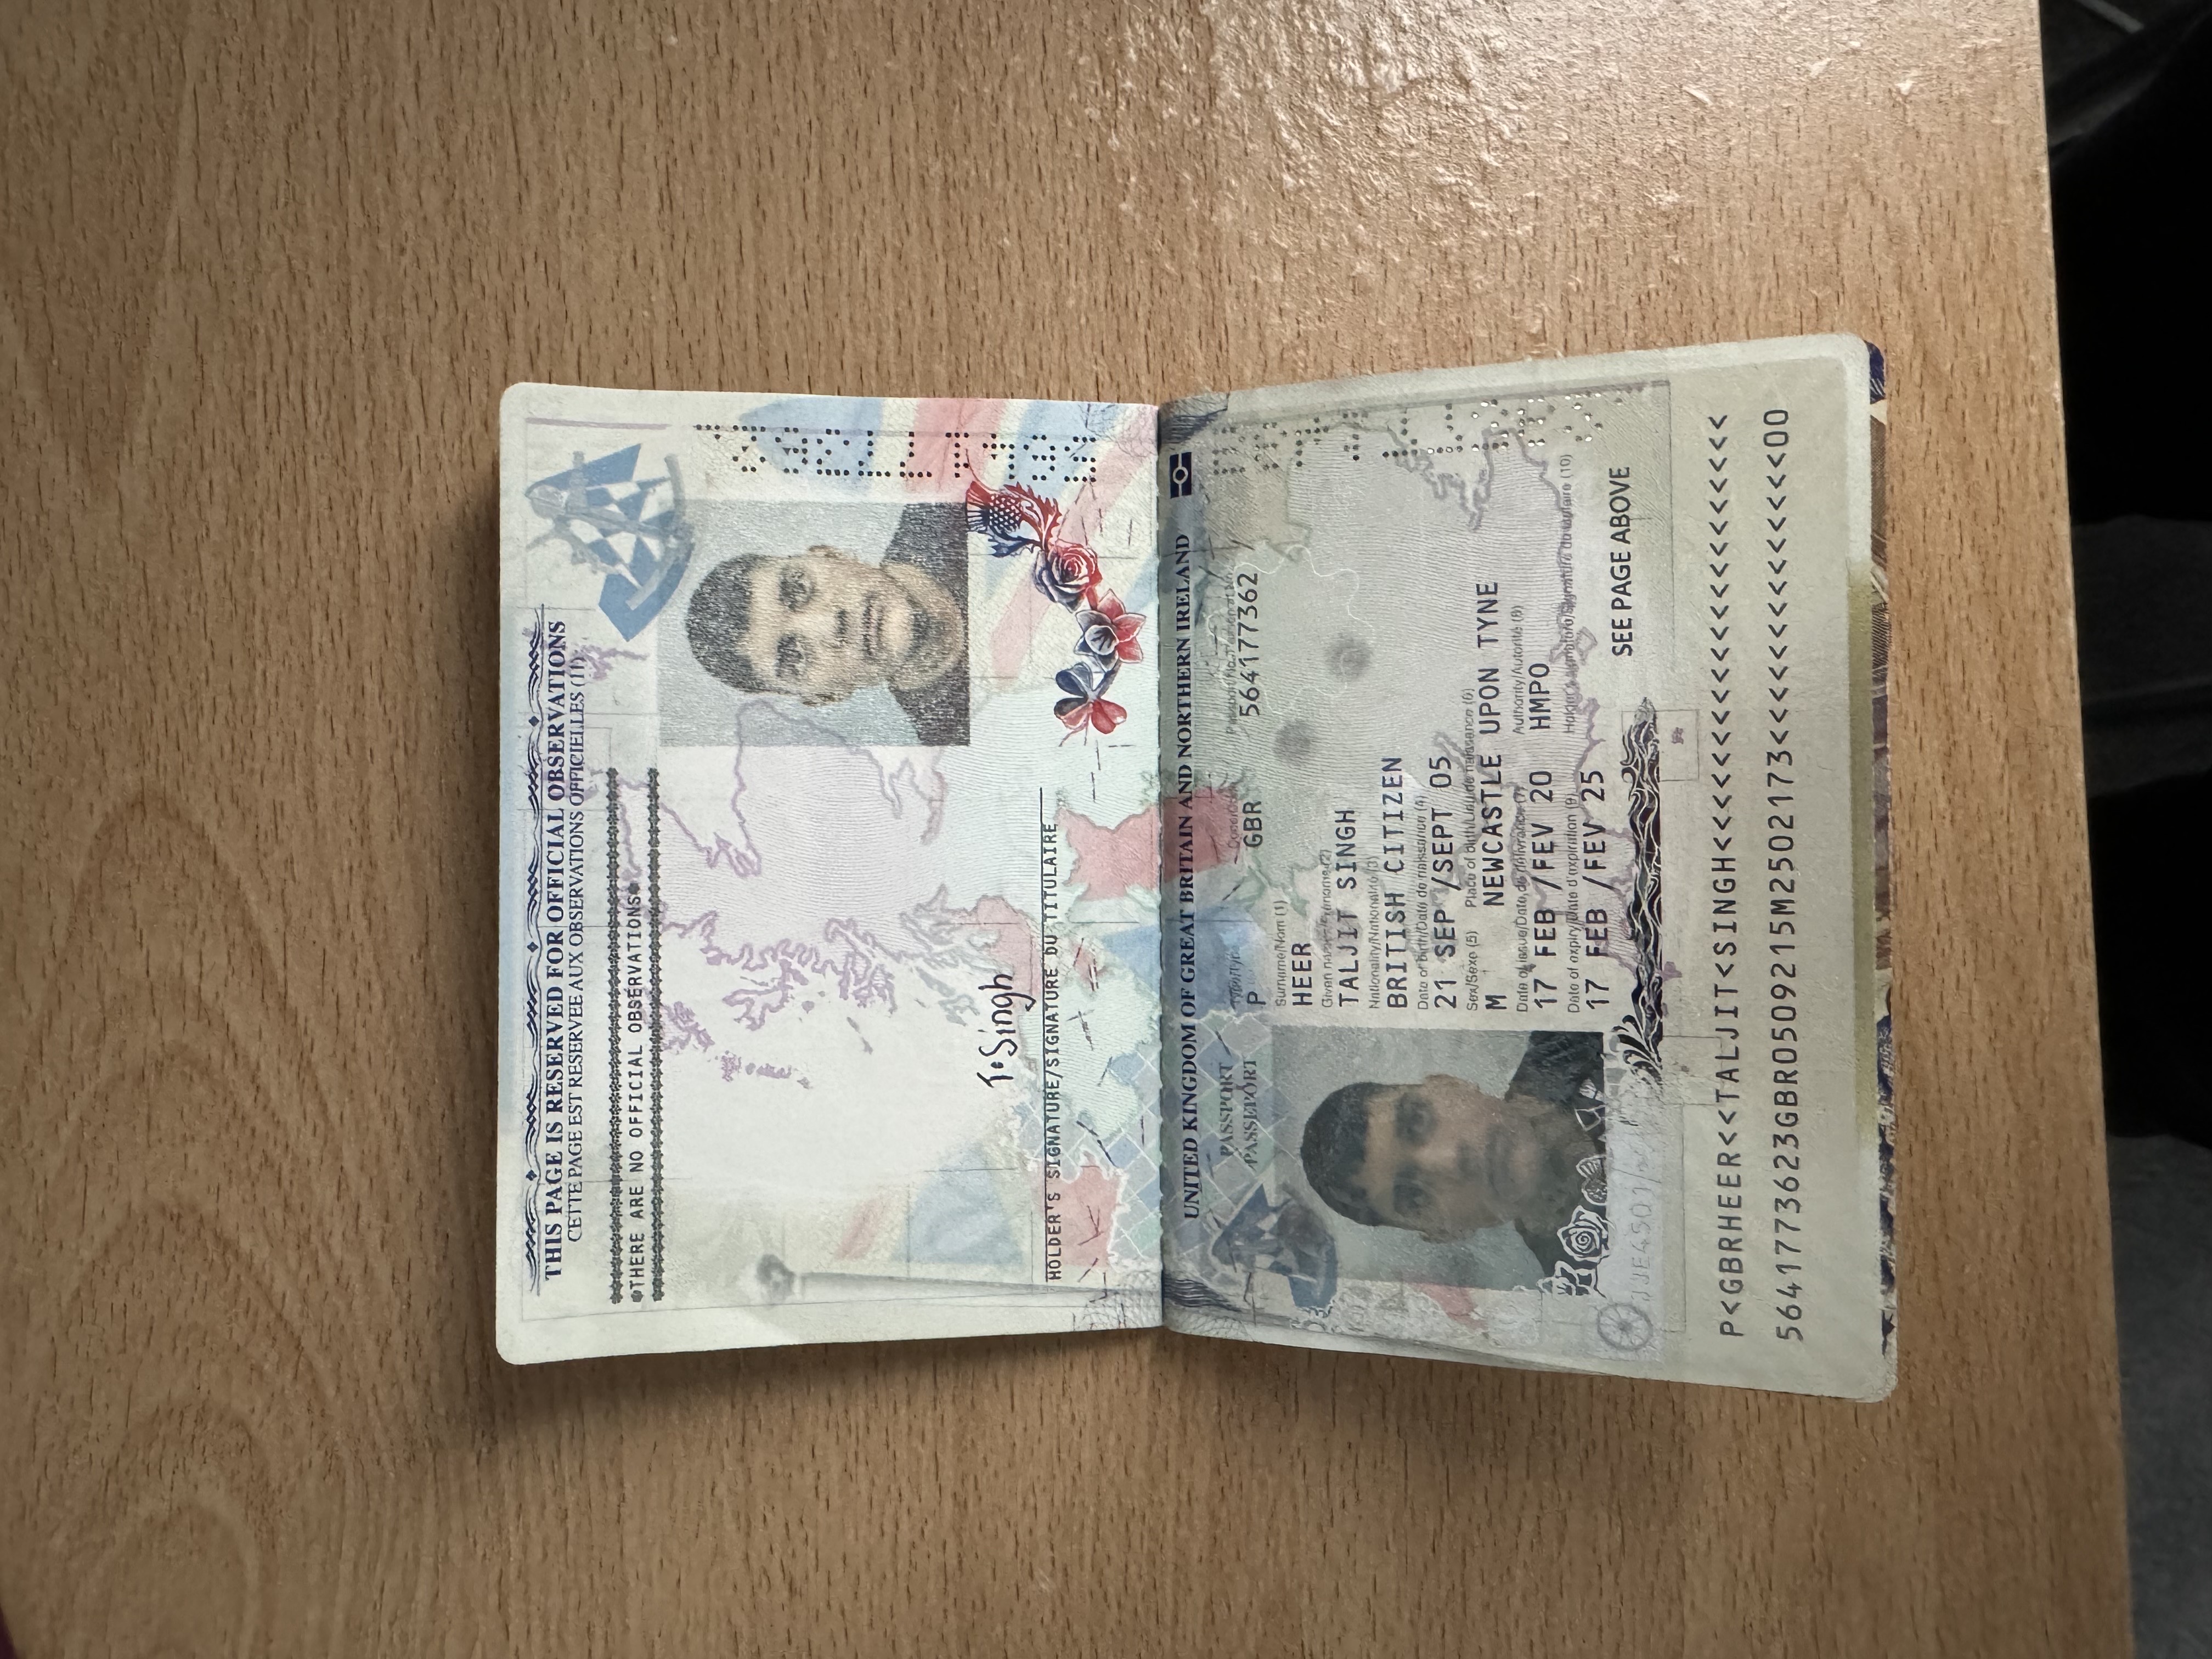 THIS PAGE IS RESERVED FOR OFFICIAL OBSERVATIONS
CETTE PAGE EST RESERVEE AUX OBSERVATIONS OFFICIELLES (11)
*THERE ARE NO OFFICIAL OBSERVATIONS*
T. Singh
HOLDER'S SIGNATURE/SIGNATURE DU TITULAIRE
UNITED KINGDOM OF GREAT BRITAIN AND NORTHERN IRELAND
PASSPORT
PASSEPORT
Type/Type Code/Code Passport No./Passeport No.
P GBR 564177362
Surname/Nom (1)
HEER
Given names/Prénoms (2)
TALJIT SINGH
Nationality/Nationalité (3)
BRITISH CITIZEN
Date of birth/Date de naissance (4)
21 SEP /SEPT 05
Sex/Sexe (5) Place of birth/Lieu de naissance (6)
M NEWCASTLE UPON TYNE
Date of issue/Date de délivrance (7) Authority/Autorité (8)
17 FEB /FEV 20 HMPO
Date of expiry/Date d'expiration (9) Holder's signature/Signature du titulaire (10)
17 FEB /FEV 25
SEE PAGE ABOVE
P<GBRHEER<<TALJIT<SINGH<<<<<<<<<<<<<<<<<<<<<
5641773623GBR0509215M2502173<<<<<<<<<<<<<<00